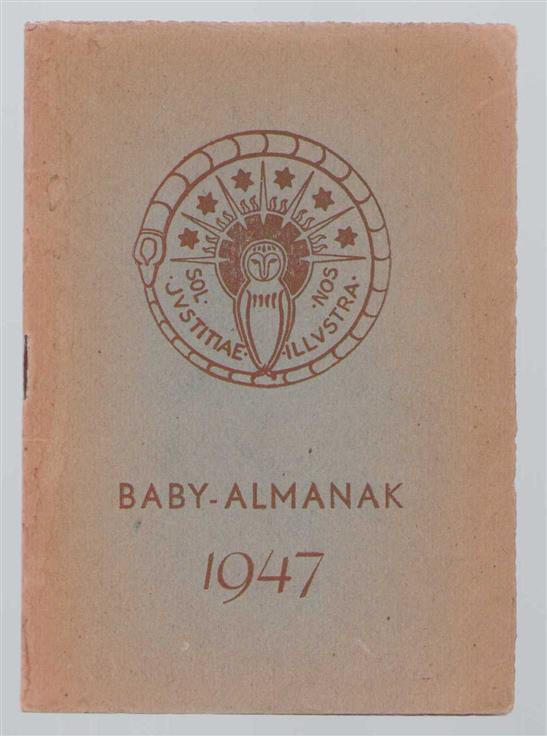 SOL · NOS
· JVSTITIAE · ILLVSTRA ·
BABY-ALMANAK
1947